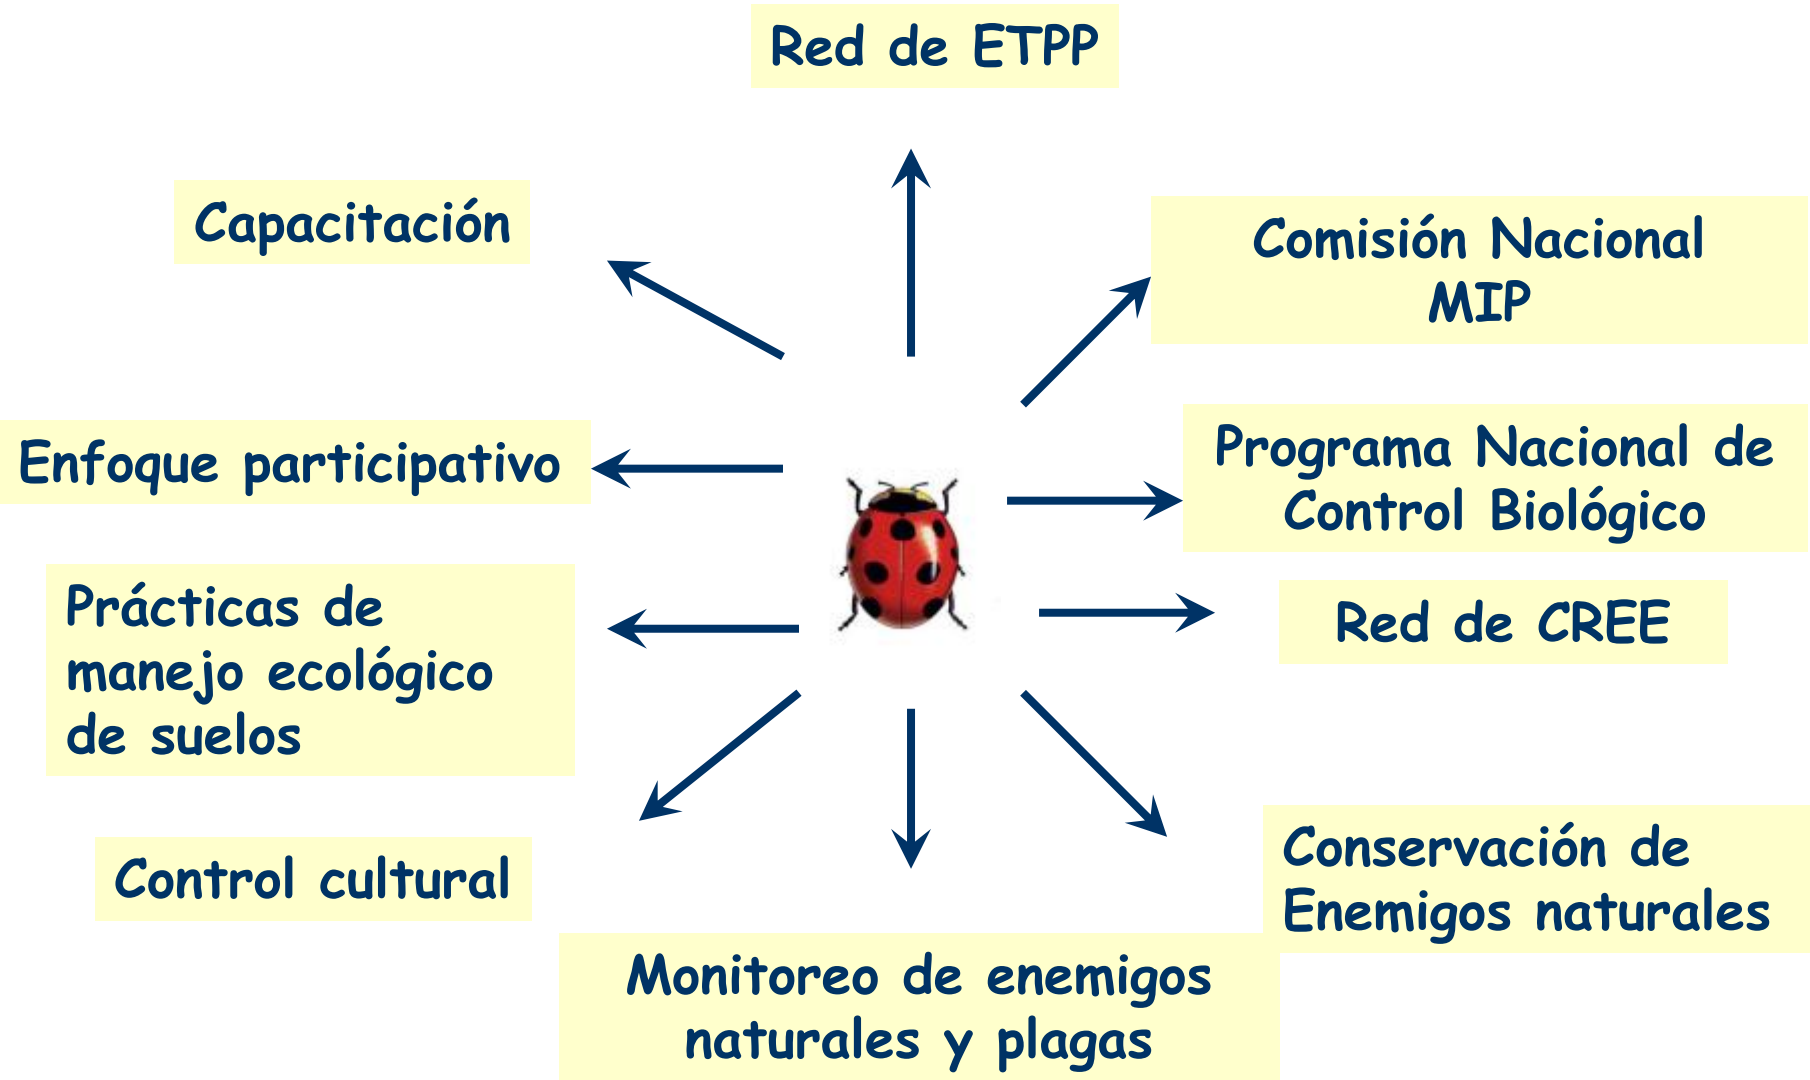 Red de ETPP
Capacitación
Comisión Nacional
MIP
Enfoque participativo
Programa Nacional de
Control Biológico
Prácticas de
manejo ecológico
de suelos
Red de CREE
Control cultural
Conservación de
Enemigos naturales
Monitoreo de enemigos
naturales y plagas